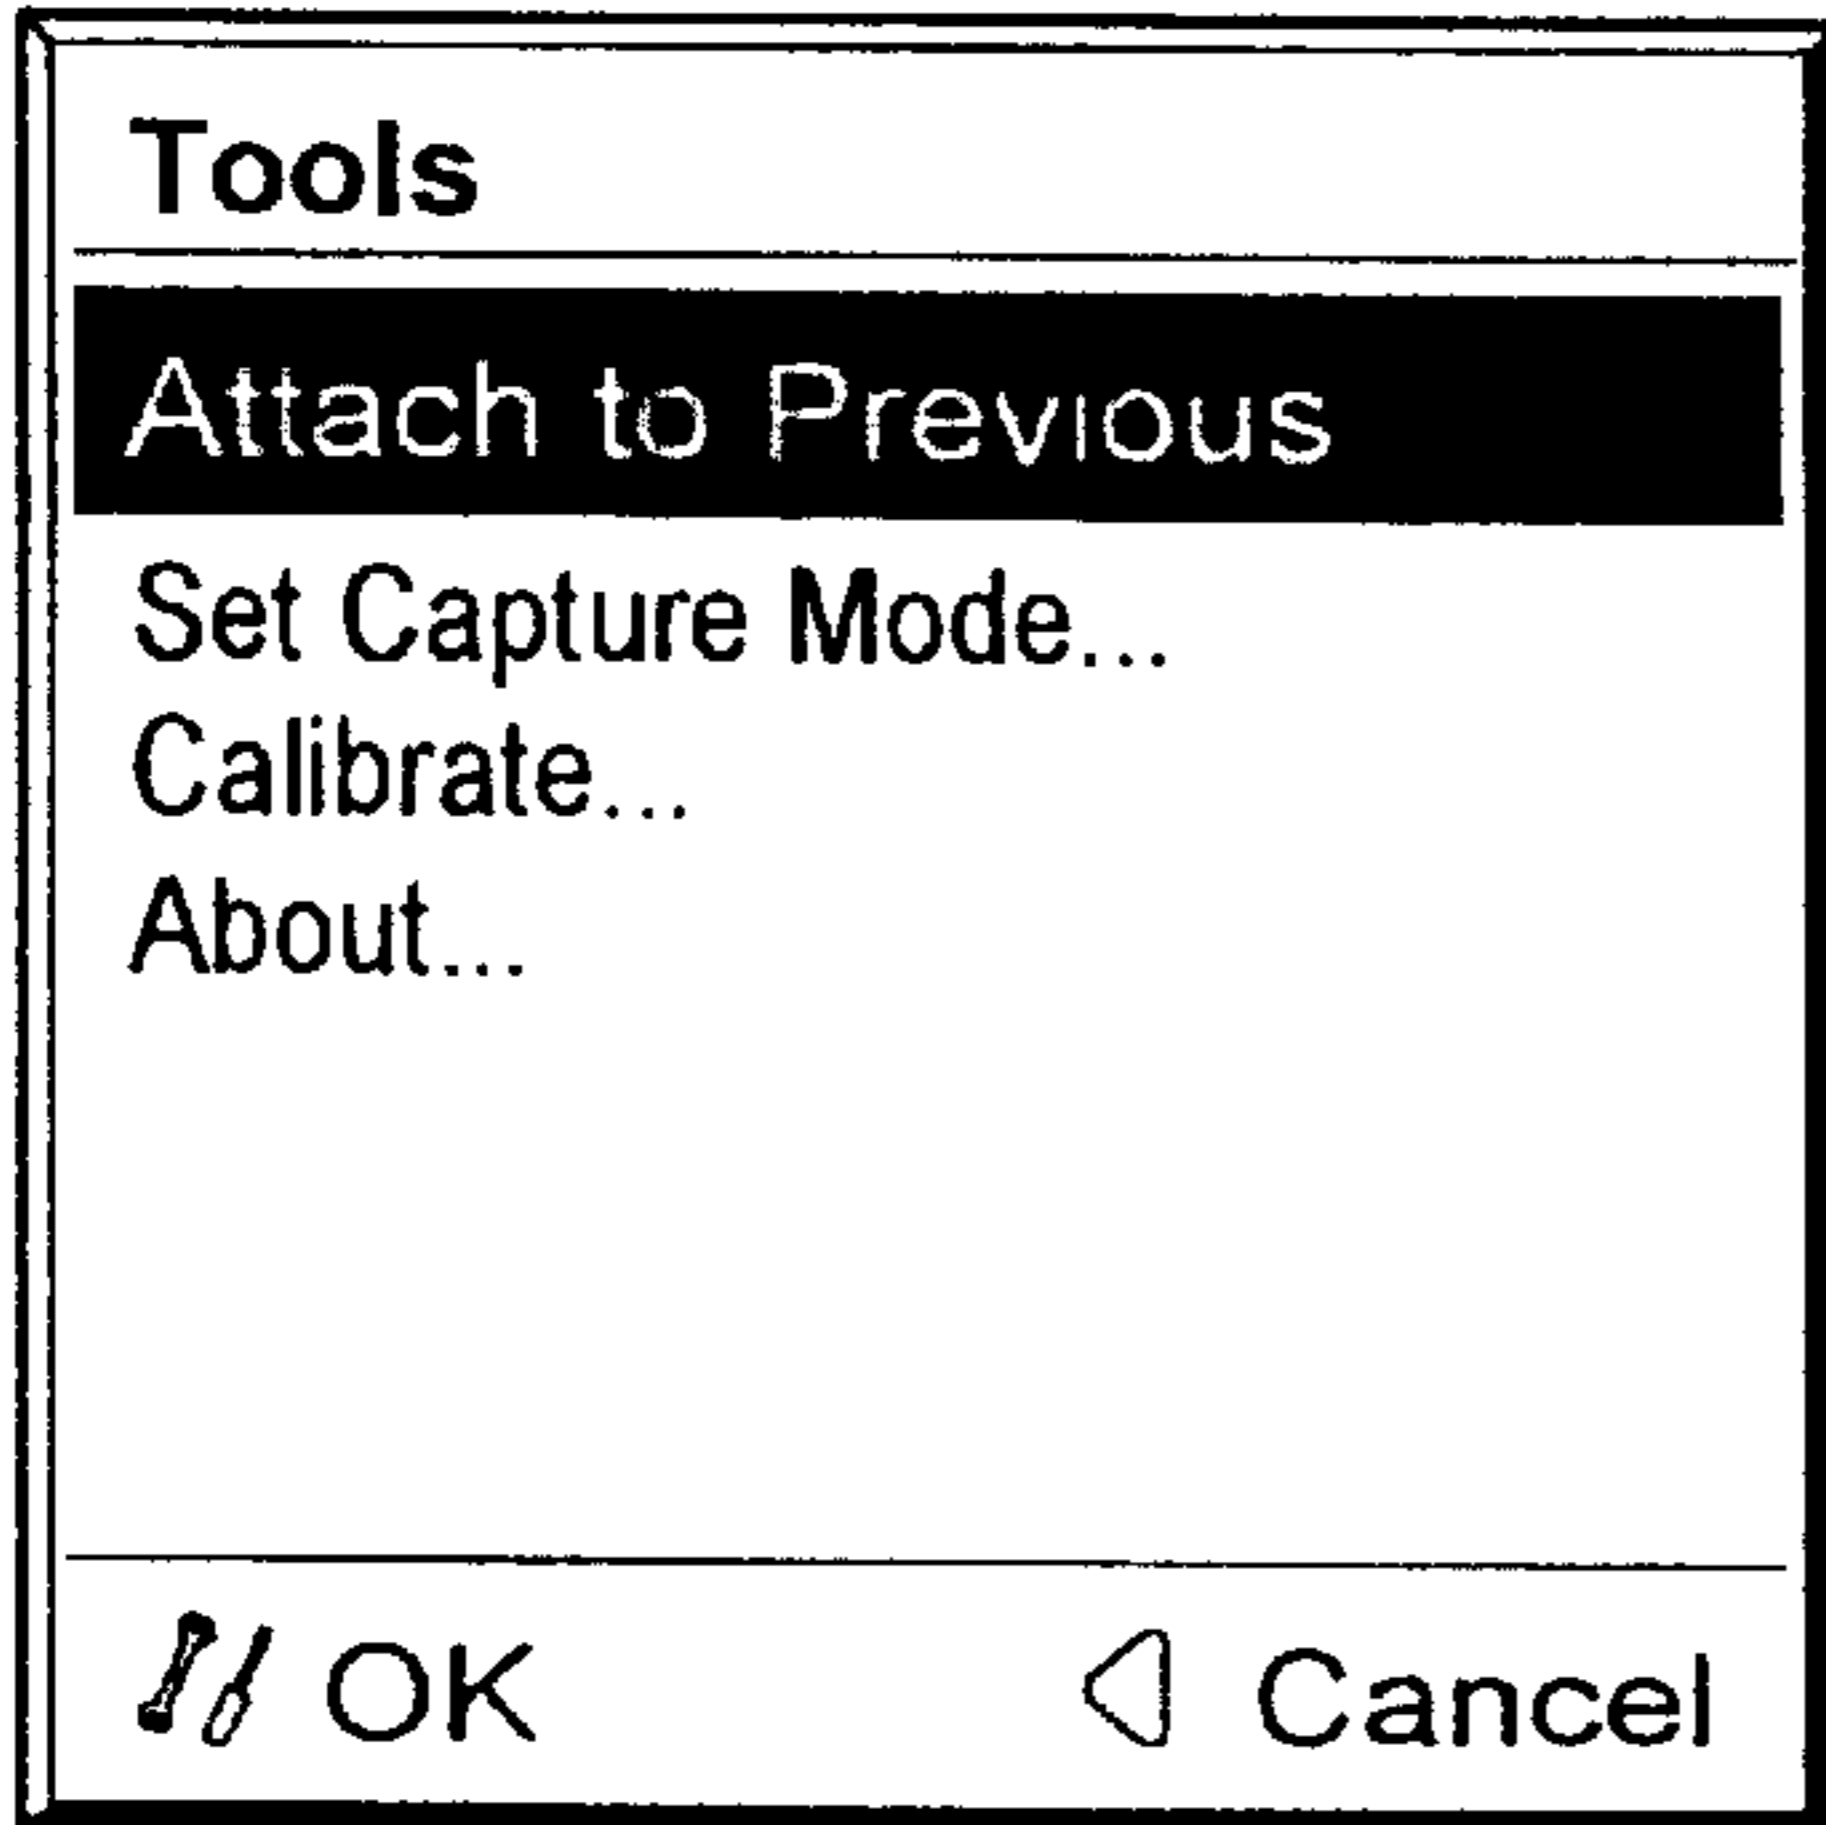 Tools
Attach to Previous
Set Capture Mode...
Calibrate...
About...
OK Cancel